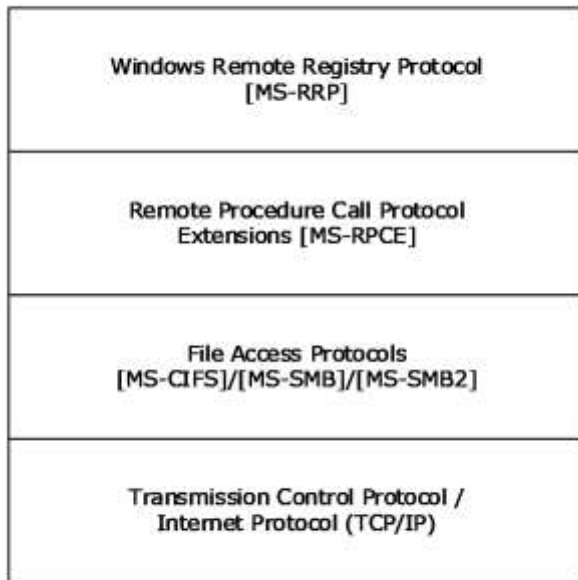 Windows Remote Registry Protocol
[MS-RRP]
Remote Procedure Call Protocol
Extensions [MS-RPCE]
File Access Protocols
[MS-CIFS]/[MS-SMB]/[MS-SMB2]
Transmission Control Protocol /
Internet Protocol (TCP/IP)